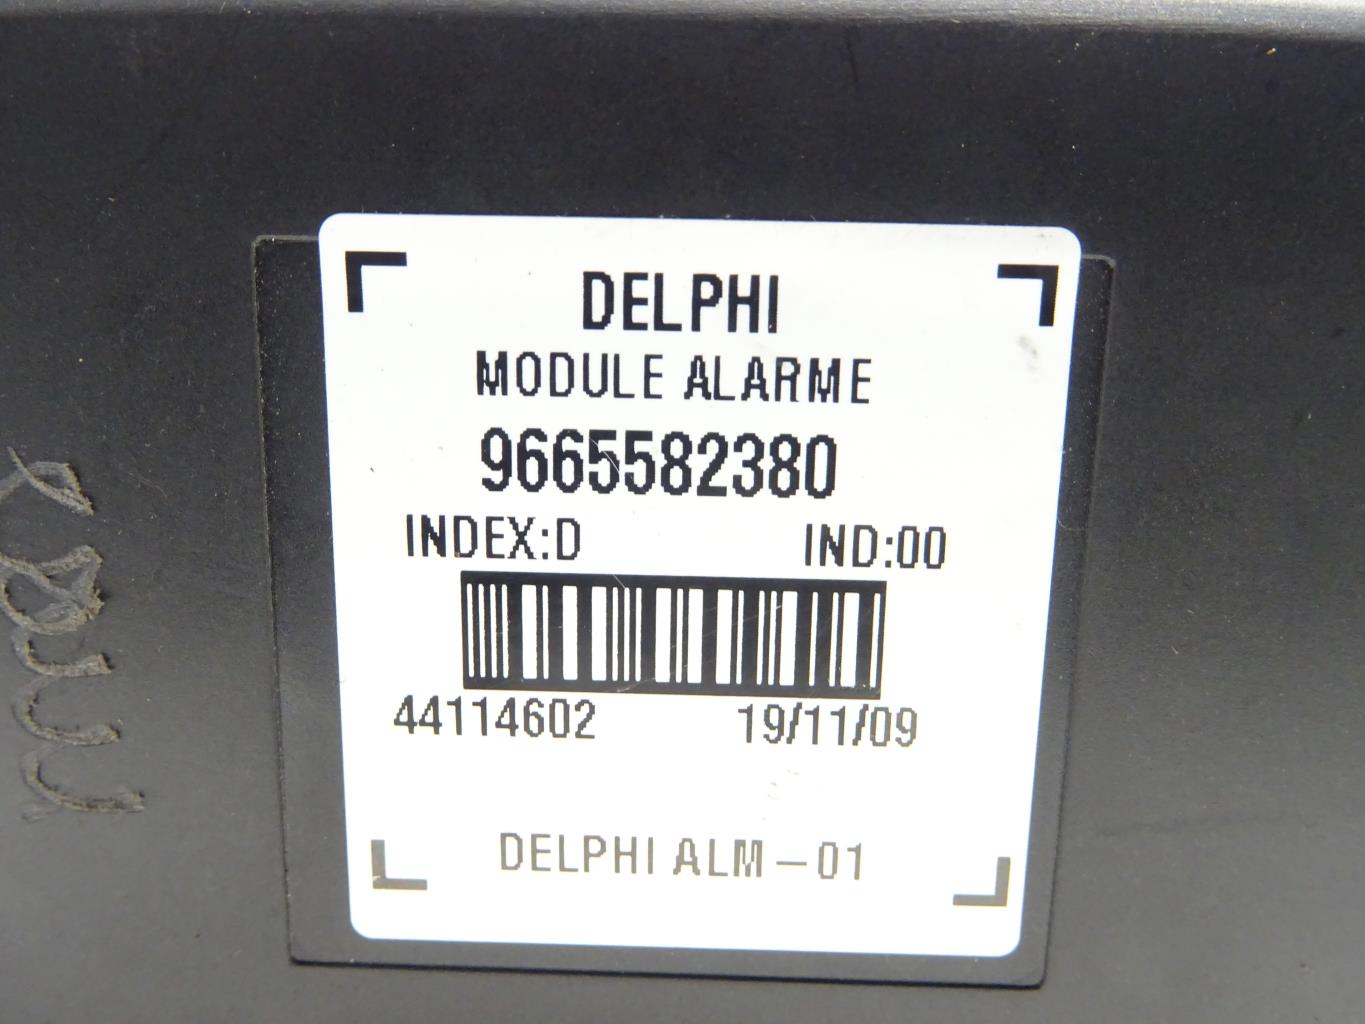 DELPHI
MODULE ALARME
9665582380
INDEX:D IND:00
44114602 19/11/09
DELPHI ALM-01